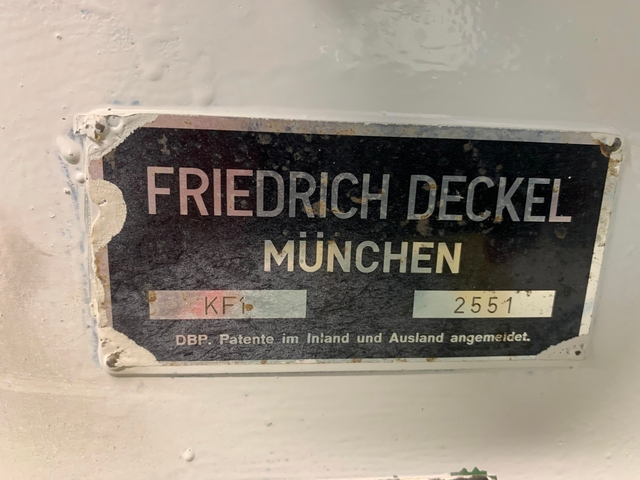 FRIEDRICH DECKEL
MÜNCHEN
KF1 2551
DBP. Patente im Inland und Ausland angemeldet.